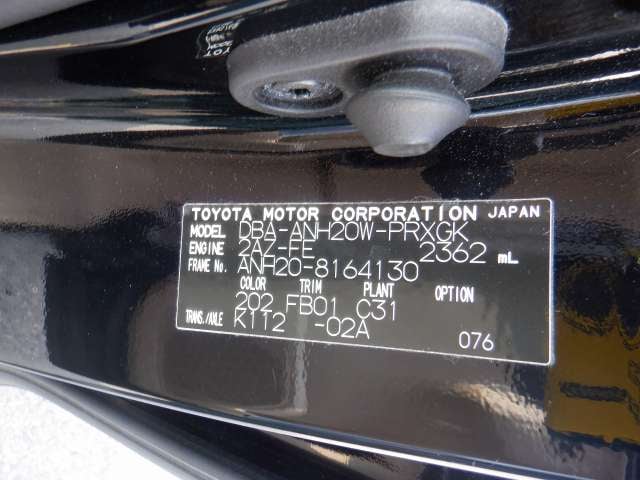 TOYOTA MOTOR CORPORATION JAPAN
MODEL DBA-ANH20W-PRXGK
ENGINE 2AZ-FE 2362 mL
FRAME No. ANH20-8164130
COLOR TRIM PLANT OPTION
202 FB01 C31
TRANS./AXLE K112 -02A
076